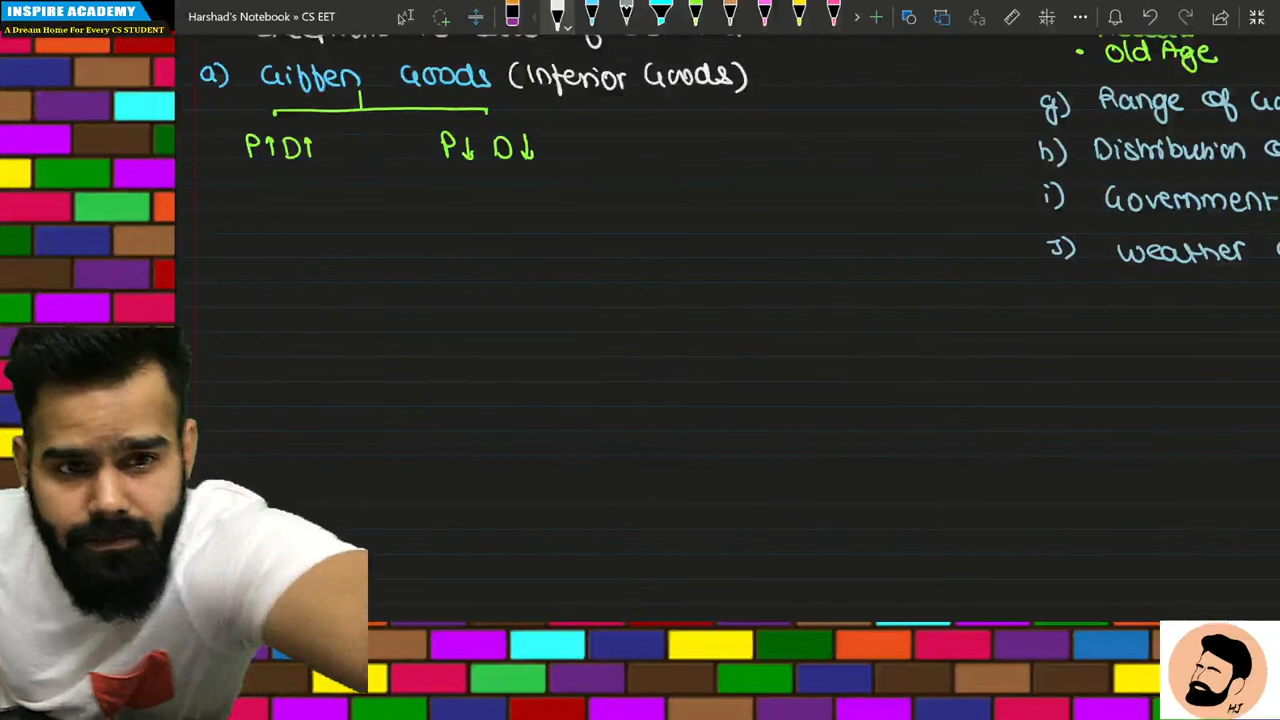 INSPIRE ACADEMY
A Dream Home For Every CS STUDENT
Harshad's Notebook » CS EET
a) Giffen Goods (Inferior Goods)
P↑ D↑ P↓ D↓
• Old Age
g) Range of
h) Distribution
i) Government
J) Weather
HJ